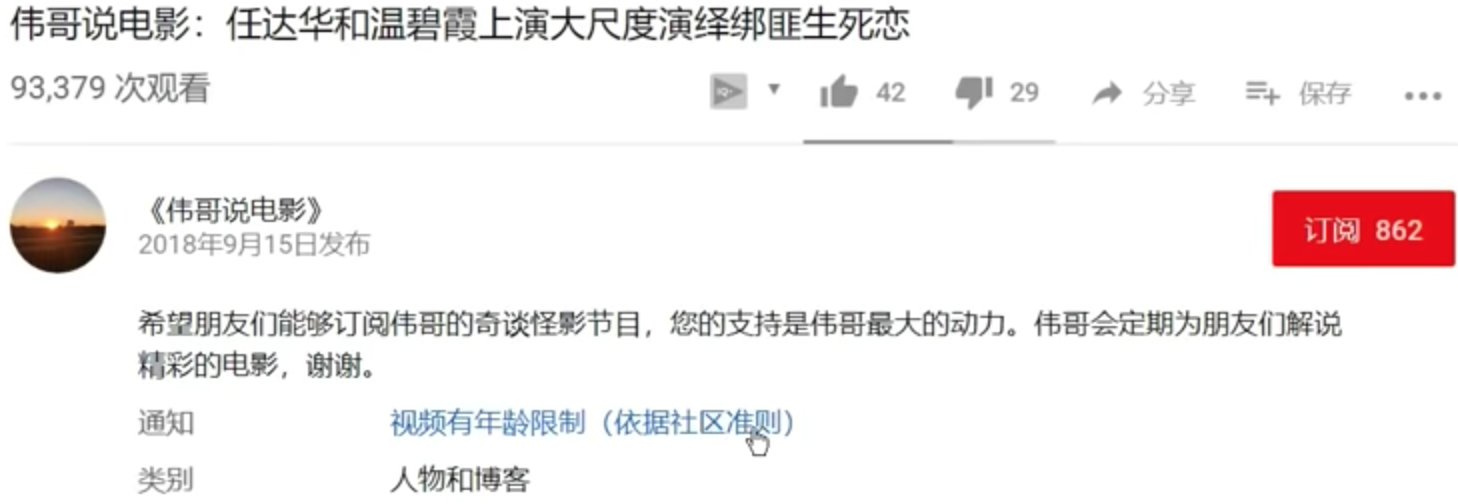 伟哥说电影：任达华和温碧霞上演大尺度演绎绑匪生死恋
93,379 次观看
42
29
分享
保存
《伟哥说电影》
2018年9月15日发布
订阅 862
希望朋友们能够订阅伟哥的奇谈怪影节目，您的支持是伟哥最大的动力。伟哥会定期为朋友们解说
精彩的电影，谢谢。
通知 视频有年龄限制（依据社区准则）
类别 人物和博客